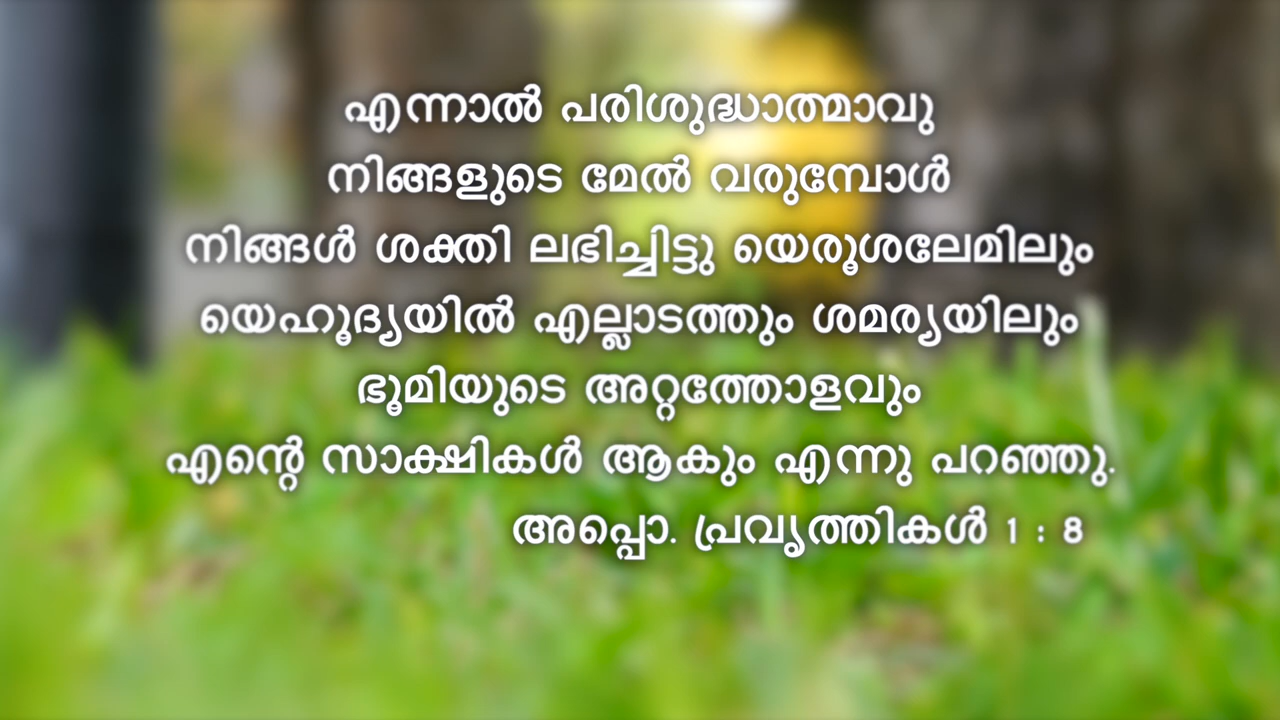 എന്നാൽ പരിശുദ്ധാത്മാവു
നിങ്ങളുടെ മേൽ വരുമ്പോൾ
നിങ്ങൾ ശക്തി ലഭിച്ചിട്ടു യെരൂശലേമിലും
യെഹൂദ്യയിൽ എല്ലാടത്തും ശമര്യയിലും
ഭൂമിയുടെ അറ്റത്തോളവും
എന്റെ സാക്ഷികൾ ആകും എന്നു പറഞ്ഞു.
അപ്പൊ. പ്രവൃത്തികൾ 1 : 8